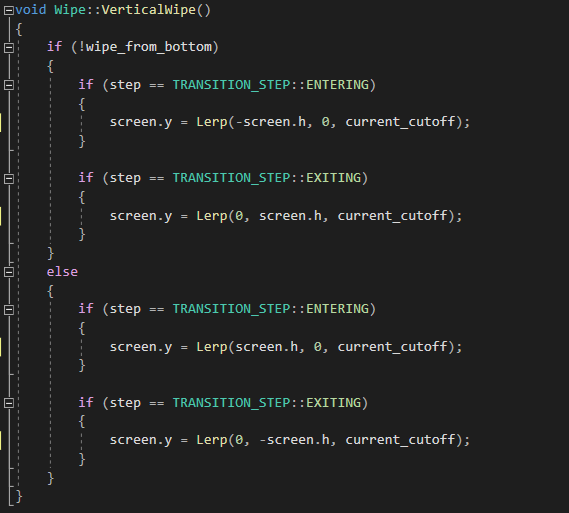 void Wipe::VerticalWipe()
{
    if (!wipe_from_bottom)
    {
        if (step == TRANSITION_STEP::ENTERING)
        {
            screen.y = Lerp(-screen.h, 0, current_cutoff);
        }

        if (step == TRANSITION_STEP::EXITING)
        {
            screen.y = Lerp(0, screen.h, current_cutoff);
        }
    }
    else
    {
        if (step == TRANSITION_STEP::ENTERING)
        {
            screen.y = Lerp(screen.h, 0, current_cutoff);
        }

        if (step == TRANSITION_STEP::EXITING)
        {
            screen.y = Lerp(0, -screen.h, current_cutoff);
        }
    }
}